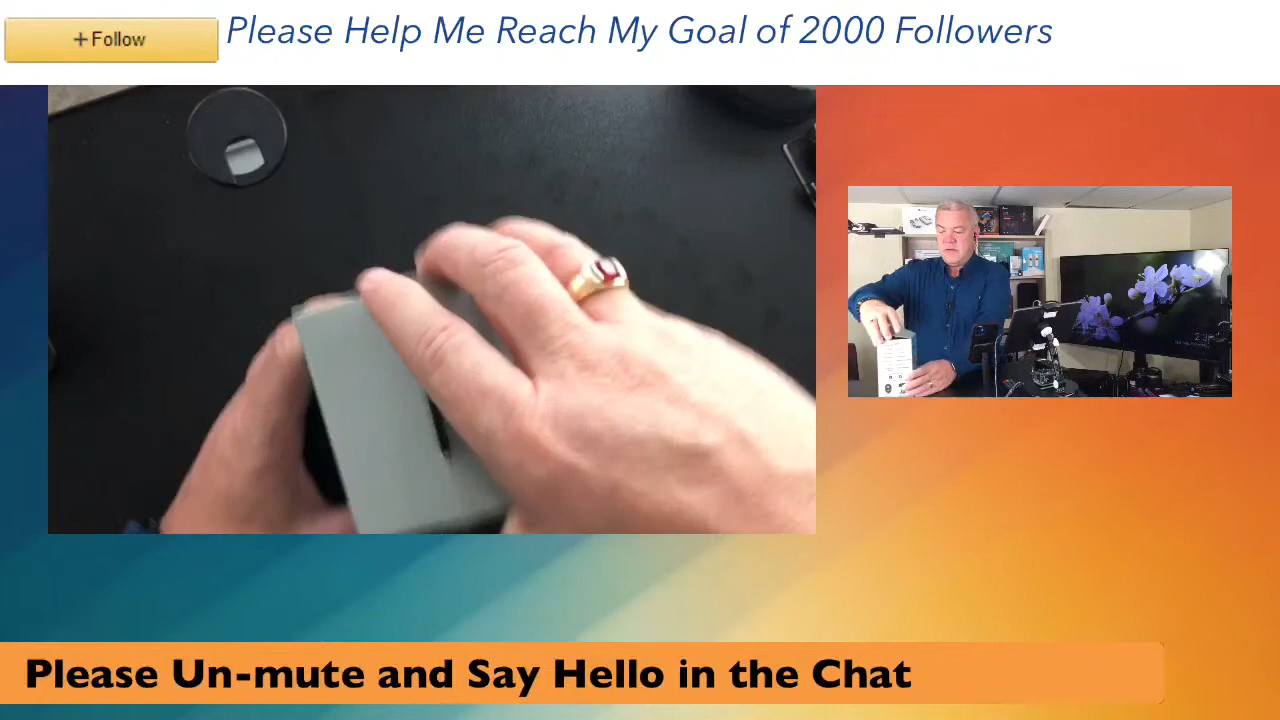 +Follow
Please Help Me Reach My Goal of 2000 Followers
Please Un-mute and Say Hello in the Chat